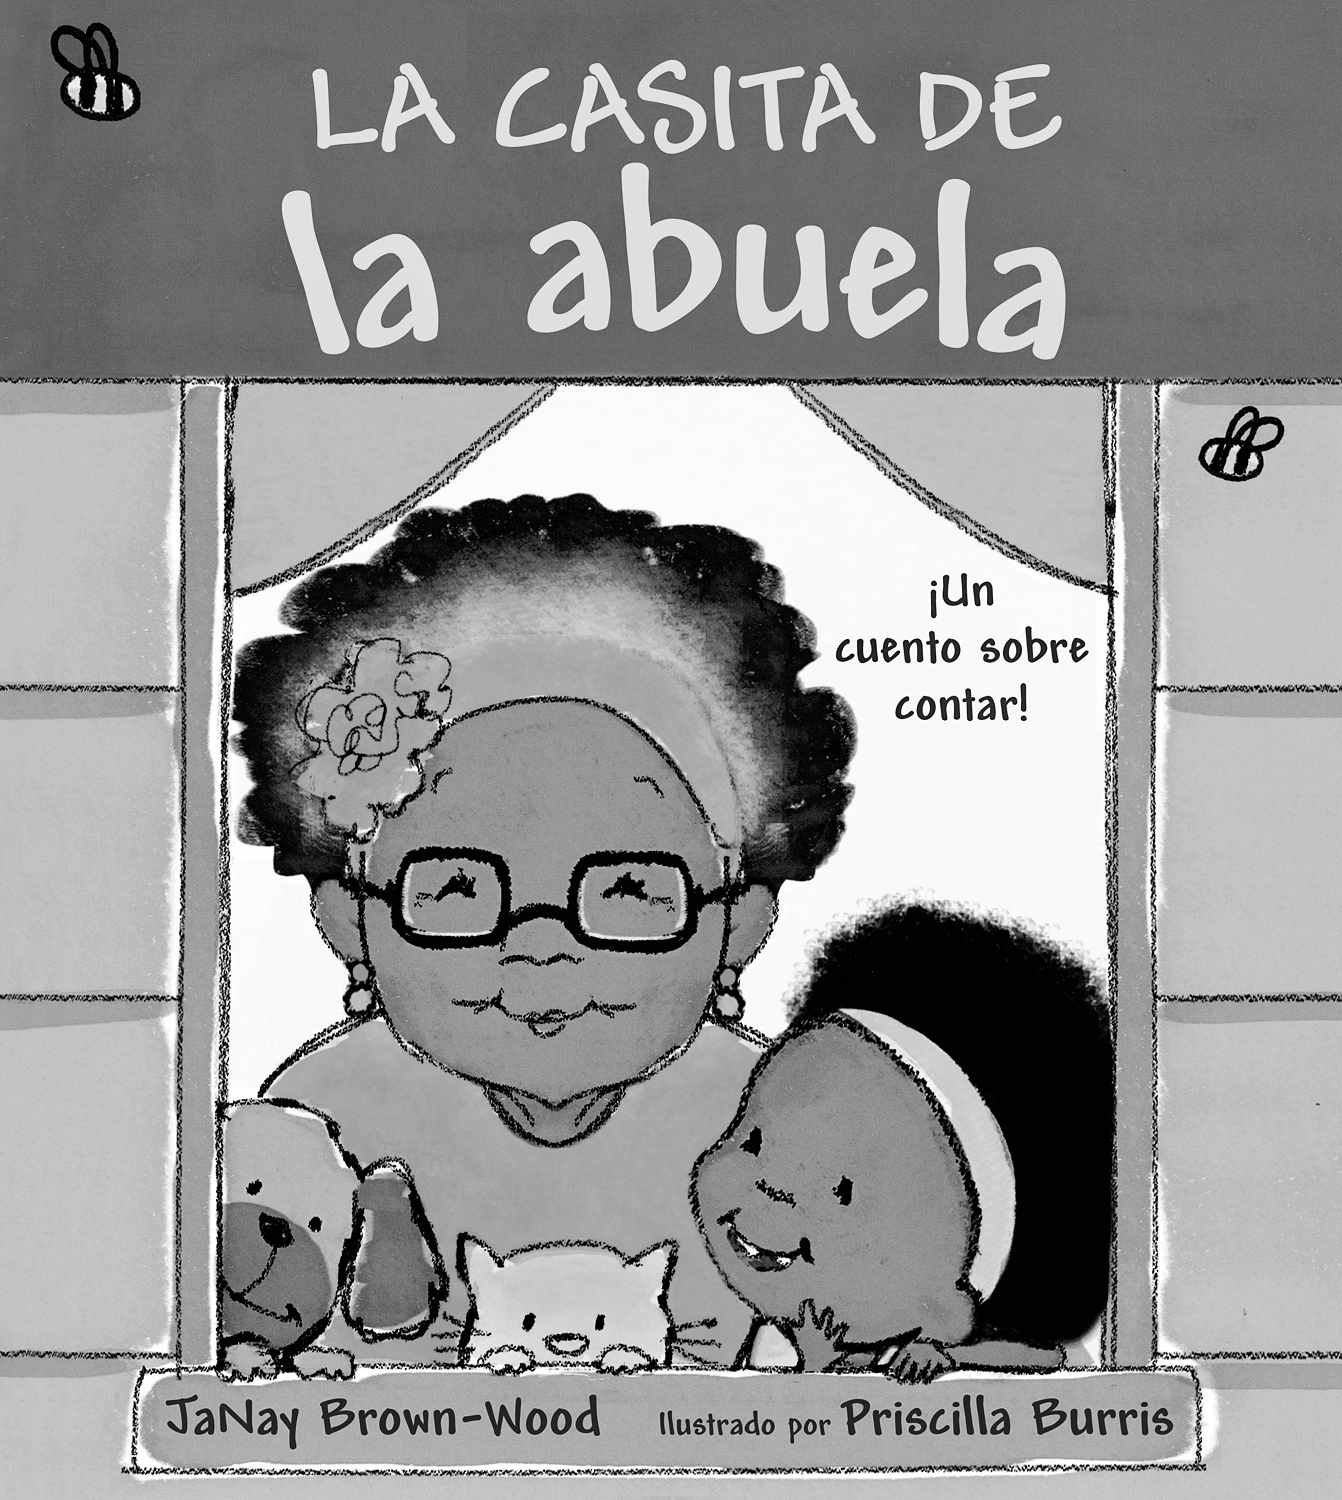 LA CASITA DE
la abuela
¡Un
cuento sobre
contar!
JaNay Brown-Wood Ilustrado por Priscilla Burris